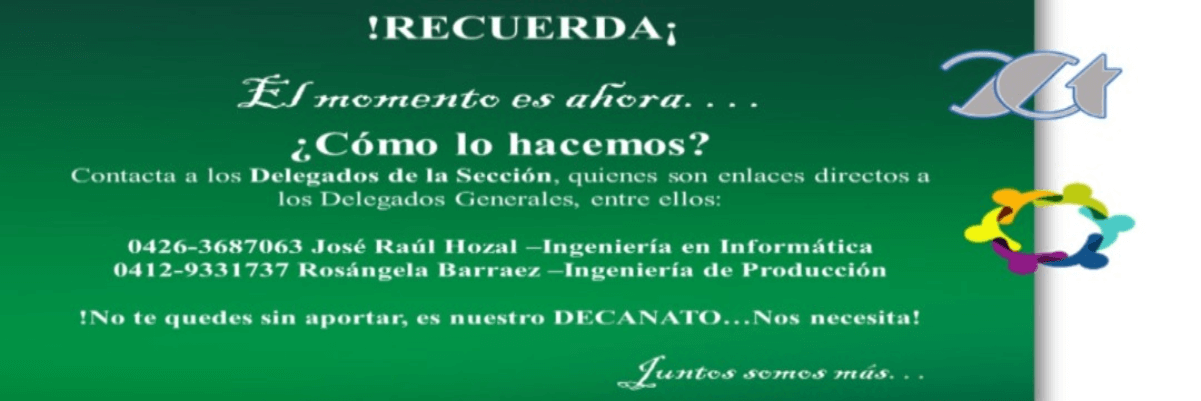 !RECUERDA¡
El momento es ahora. . . .
¿Cómo lo hacemos?
Contacta a los Delegados de la Sección, quienes son enlaces directos a
los Delegados Generales, entre ellos:
0426-3687063 José Raúl Hozal –Ingeniería en Informática
0412-9331737 Rosángela Barraez –Ingeniería de Producción
!No te quedes sin aportar, es nuestro DECANATO…Nos necesita!
Juntos somos más. . .